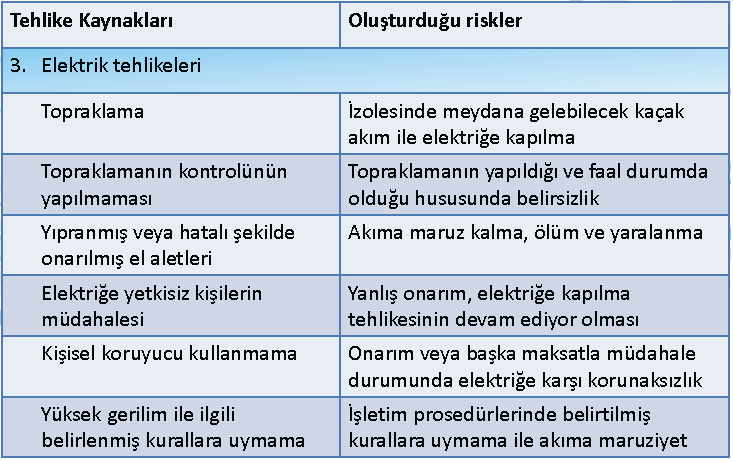 Tehlike Kaynakları
Oluşturduğu riskler
3. Elektrik tehlikeleri
Topraklama
İzolesinde meydana gelebilecek kaçak
akım ile elektriğe kapılma
Topraklamanın kontrolünün
yapılmaması
Topraklamanın yapıldığı ve faal durumda
olduğu hususunda belirsizlik
Yıpranmış veya hatalı şekilde
onarılmış el aletleri
Akıma maruz kalma, ölüm ve yaralanma
Elektriğe yetkisiz kişilerin
müdahalesi
Yanlış onarım, elektriğe kapılma
tehlikesinin devam ediyor olması
Kişisel koruyucu kullanmama
Onarım veya başka maksatla müdahale
durumunda elektriğe karşı korunaksızlık
Yüksek gerilim ile ilgili
belirlenmiş kurallara uymama
İşletim prosedürlerinde belirtilmiş
kurallara uymama ile akıma maruziyet